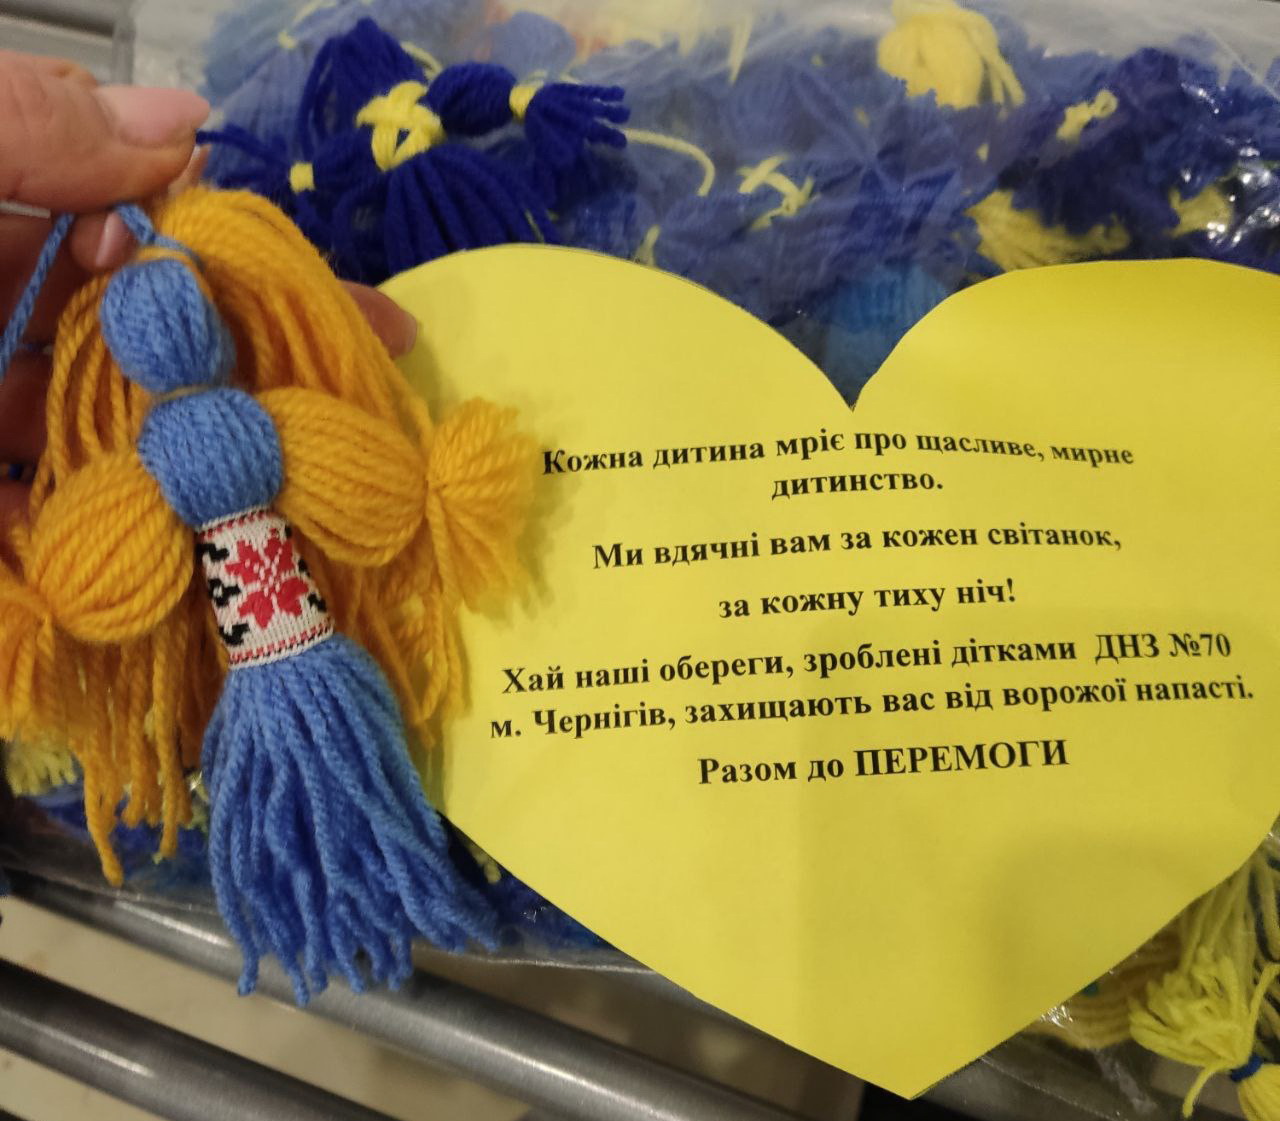 Кожна дитина мріє про щасливе, мирне
дитинство.
Ми вдячні вам за кожен світанок,
за кожну тиху ніч!
Хай наші обереги, зроблені дітками ДНЗ №70
м. Чернігів, захищають вас від ворожої напасті.
Разом до ПЕРЕМОГИ